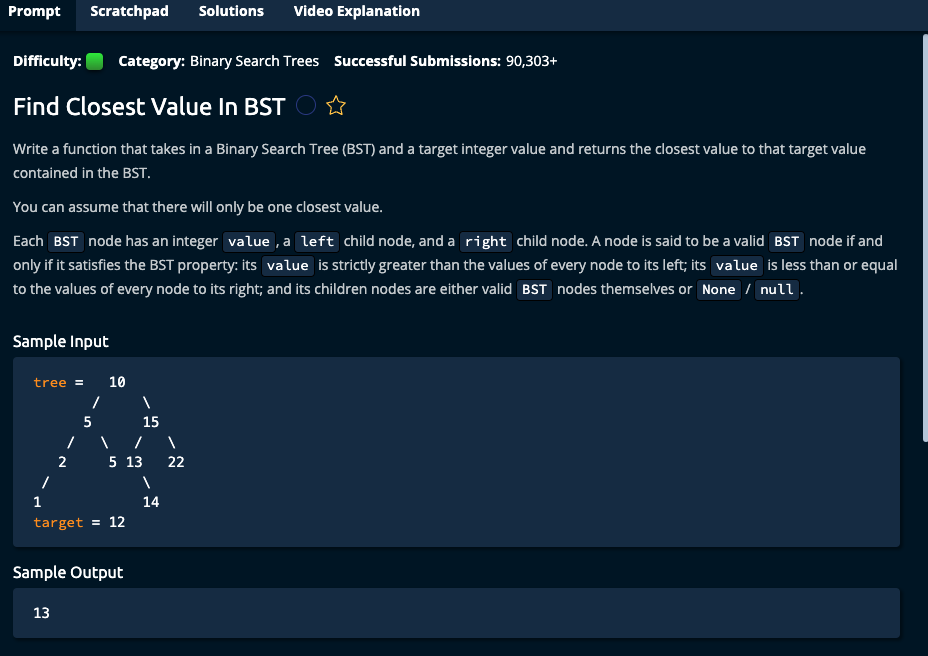 Prompt Scratchpad Solutions Video Explanation
Difficulty: Category: Binary Search Trees Successful Submissions: 90,303+
Find Closest Value In BST
Write a function that takes in a Binary Search Tree (BST) and a target integer value and returns the closest value to that target value
contained in the BST.
You can assume that there will only be one closest value.
Each BST node has an integer value, a left child node, and a right child node. A node is said to be a valid BST node if and
only if it satisfies the BST property: its value is strictly greater than the values of every node to its left; its value is less than or equal
to the values of every node to its right; and its children nodes are either valid BST nodes themselves or None / null.
Sample Input
tree =   10
       /     \
      5      15
    /   \   /   \
   2     5 13   22
 /           \
1            14
target = 12
Sample Output
13